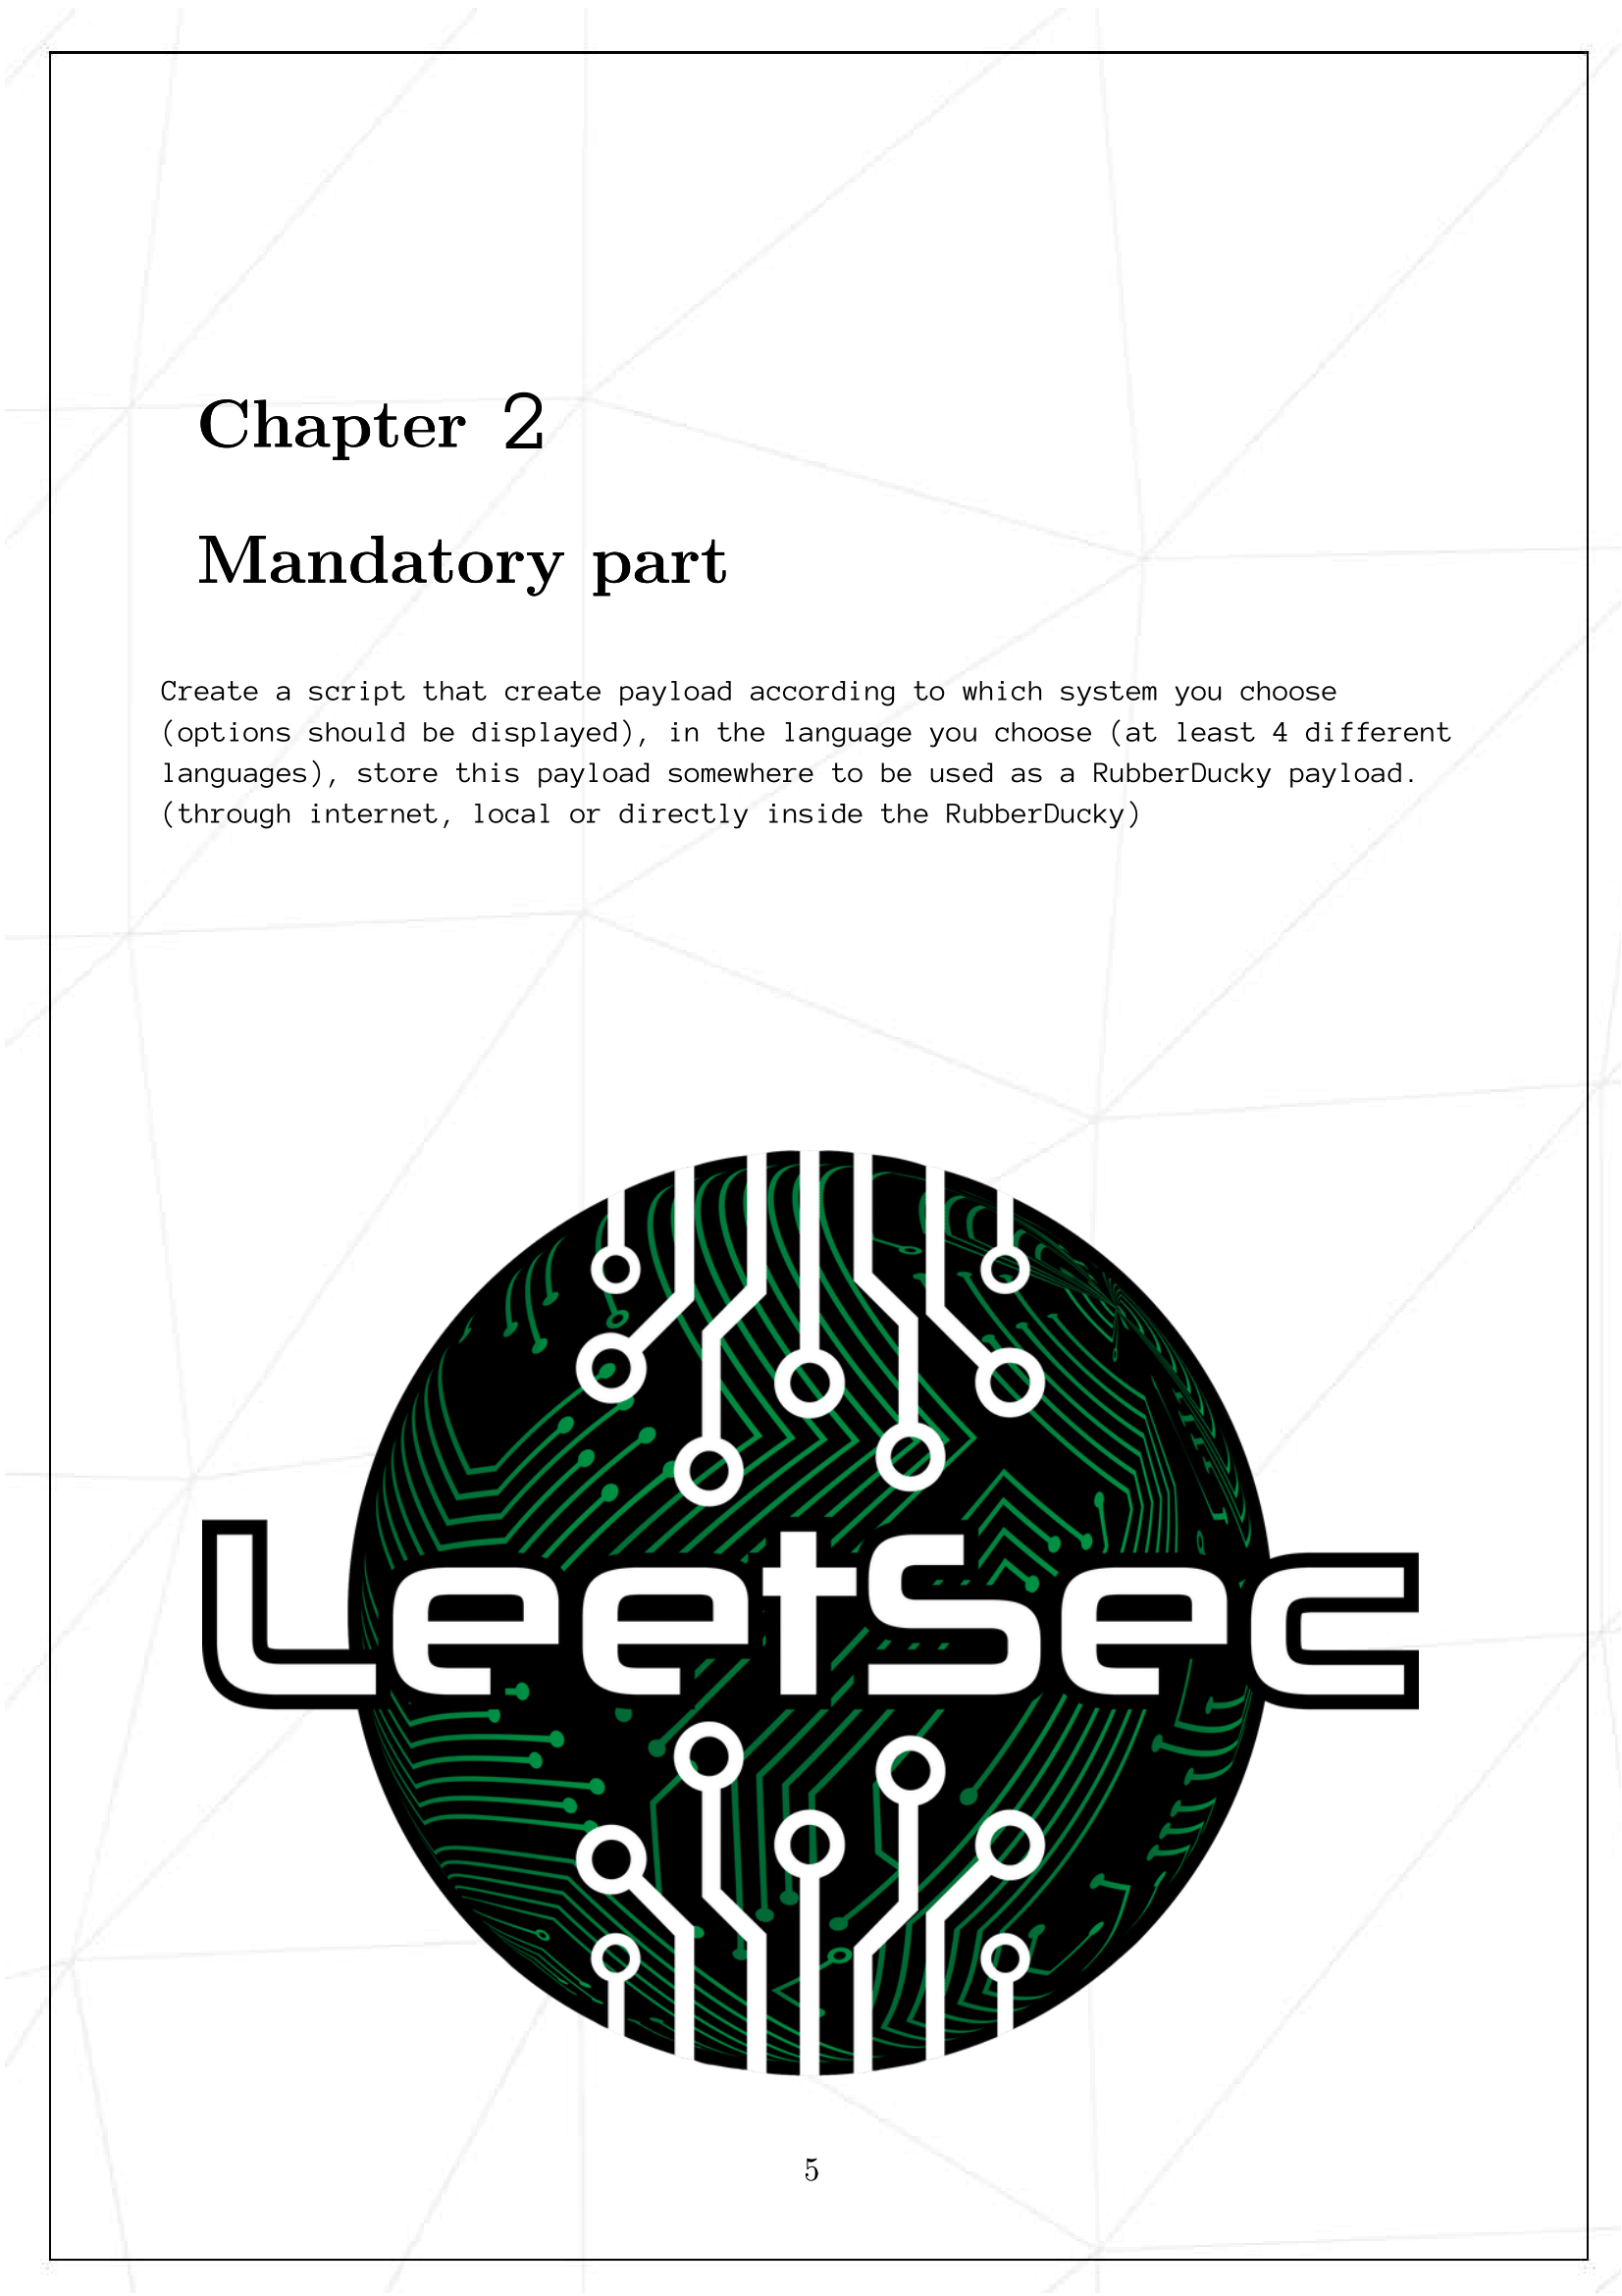 Chapter 2
Mandatory part
Create a script that create payload according to which system you choose
(options should be displayed), in the language you choose (at least 4 different
languages), store this payload somewhere to be used as a RubberDucky payload.
(through internet, local or directly inside the RubberDucky)
LeetSec
5